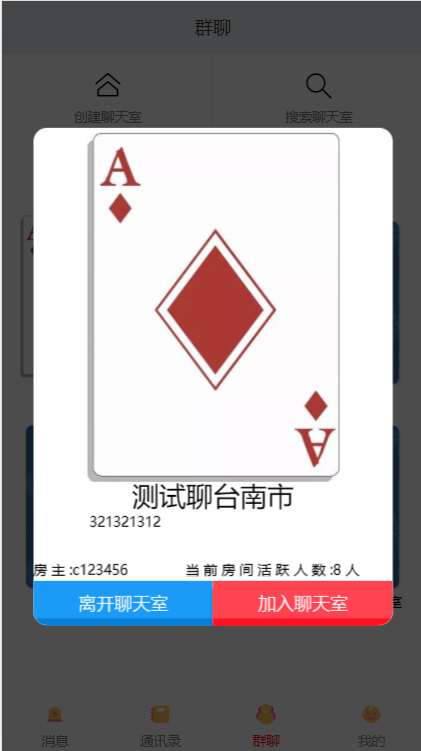 群聊
创建聊天室
搜索聊天室
A
A
测试聊台南市
321321312
房主:c123456
当前房间活跃人数:8人
离开聊天室
加入聊天室
室
消息
通讯录
群聊
我的